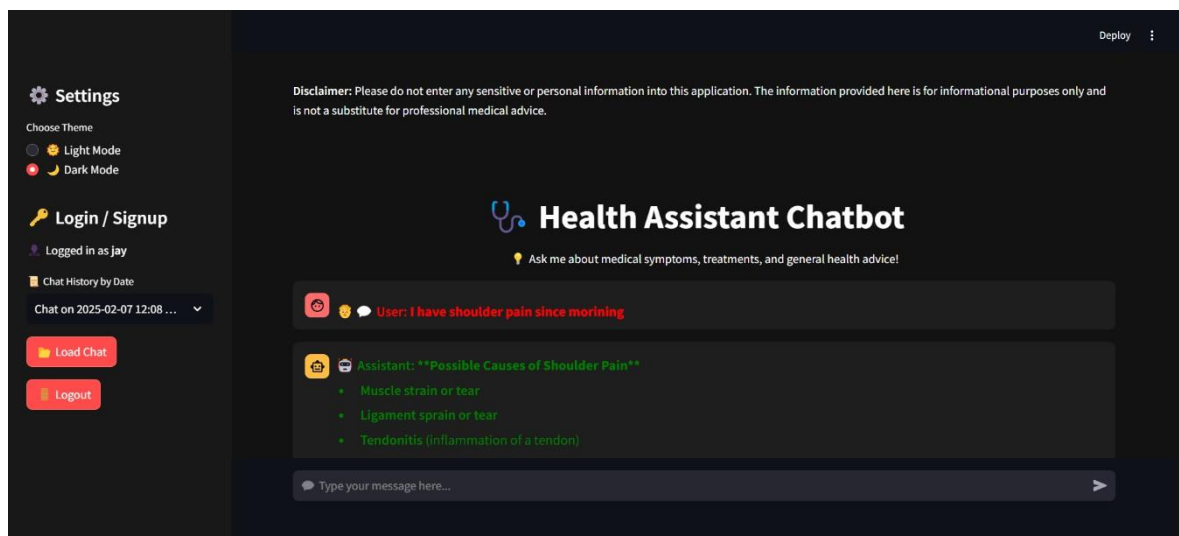 Deploy
Settings
Choose Theme
Light Mode
Dark Mode
Login / Signup
Logged in as jay
Chat History by Date
Chat on 2025-02-07 12:08 ...
Load Chat
Logout
Disclaimer: Please do not enter any sensitive or personal information into this application. The information provided here is for informational purposes only and
is not a substitute for professional medical advice.
Health Assistant Chatbot
Ask me about medical symptoms, treatments, and general health advice!
User: I have shoulder pain since morining
Assistant: **Possible Causes of Shoulder Pain**
• Muscle strain or tear
• Ligament sprain or tear
• Tendonitis (inflammation of a tendon)
Type your message here...